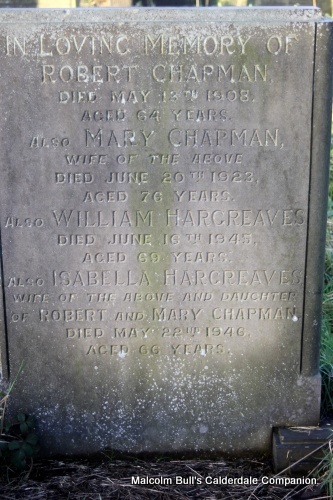 IN LOVING MEMORY OF
ROBERT CHAPMAN,
DIED MAY 13TH 1908.
AGED 64 YEARS.
ALSO MARY CHAPMAN,
WIFE OF THE ABOVE
DIED JUNE 20TH 1923,
AGED 76 YEARS.
ALSO WILLIAM HARGREAVES
DIED JUNE 16TH 1945,
AGED 69 YEARS.
ALSO ISABELLA HARGREAVES
WIFE OF THE ABOVE AND DAUGHTER
OF ROBERT AND MARY CHAPMAN
DIED MAY 22ND 1946,
AGED 66 YEARS.
Malcolm Bull's Calderdale Companion